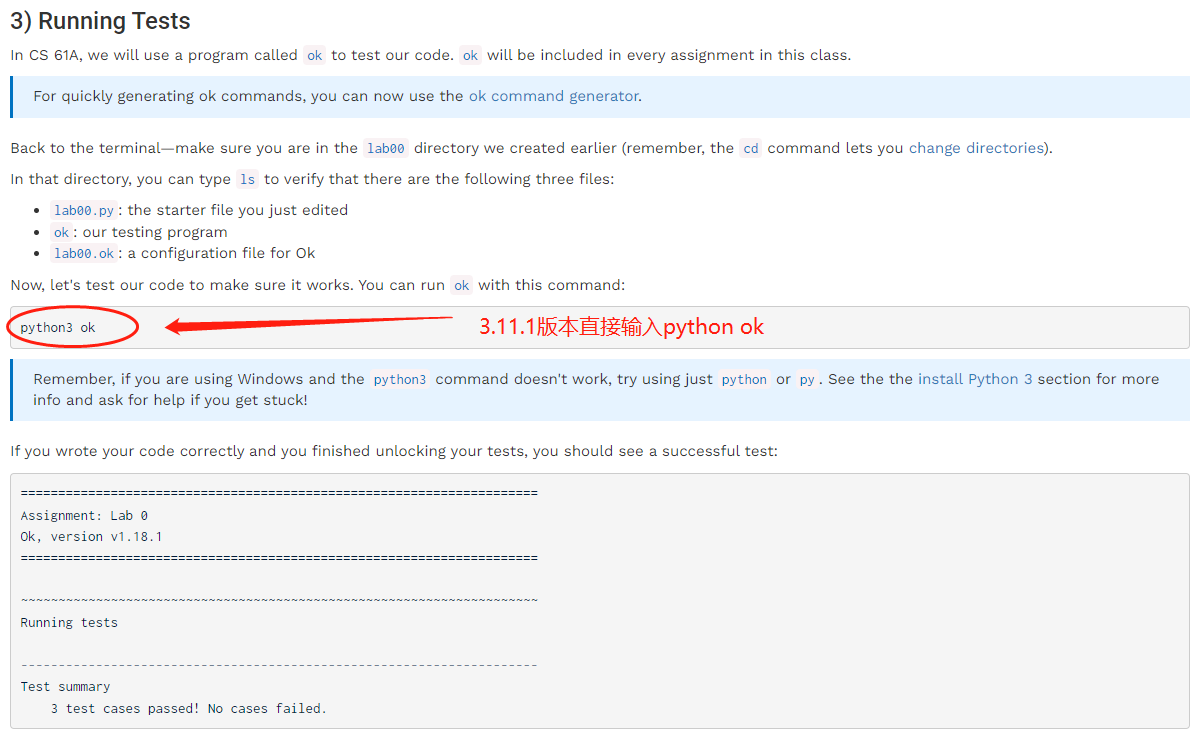 3) Running Tests
In CS 61A, we will use a program called ok to test our code. ok will be included in every assignment in this class.
For quickly generating ok commands, you can now use the ok command generator.
Back to the terminal—make sure you are in the lab00 directory we created earlier (remember, the cd command lets you change directories).
In that directory, you can type ls to verify that there are the following three files:
• lab00.py: the starter file you just edited
• ok: our testing program
• lab00.ok: a configuration file for Ok
Now, let's test our code to make sure it works. You can run ok with this command:
python3 ok
3.11.1版本直接输入python ok
Remember, if you are using Windows and the python3 command doesn't work, try using just python or py. See the the install Python 3 section for more
info and ask for help if you get stuck!
If you wrote your code correctly and you finished unlocking your tests, you should see a successful test:
=====================================================================
Assignment: Lab 0
Ok, version v1.18.1
=====================================================================
~~~~~~~~~~~~~~~~~~~~~~~~~~~~~~~~~~~~~~~~~~~~~~~~~~~~~~~~~~~~~~~~~~~~~
Running tests
---------------------------------------------------------------------
Test summary
3 test cases passed! No cases failed.